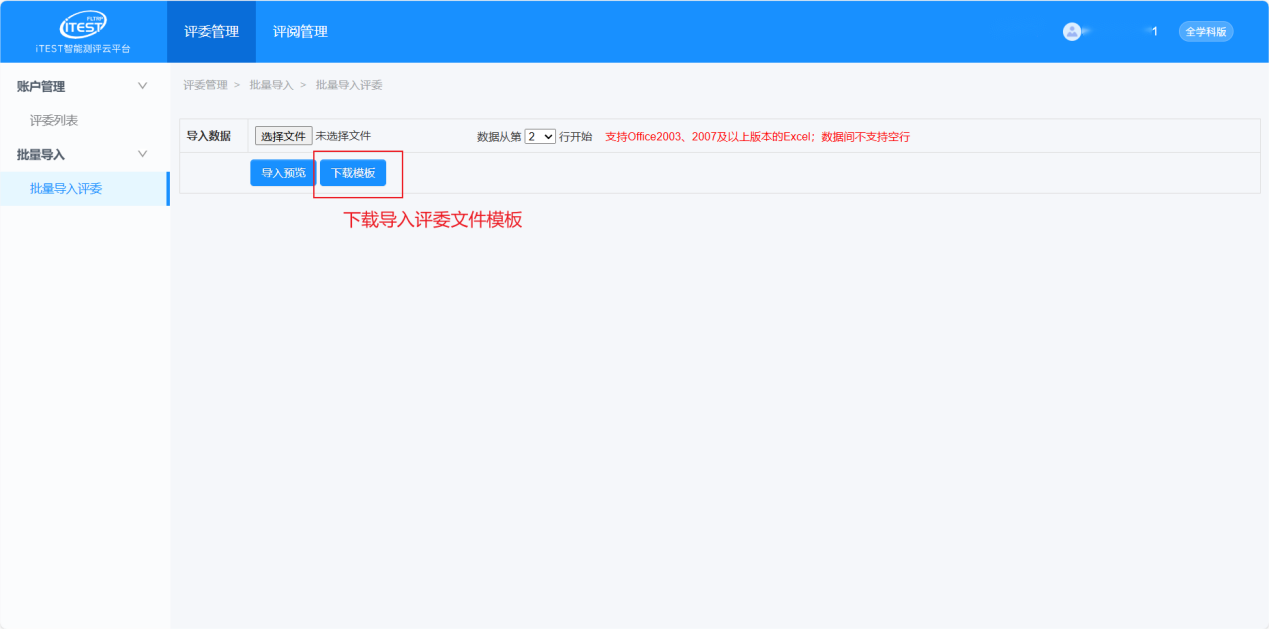 FLTRP
iTEST
iTEST智能测评云平台
评委管理 评阅管理
1 全学科版
账户管理
评委列表
批量导入
批量导入评委
评委管理 > 批量导入 > 批量导入评委
导入数据 选择文件 未选择文件 数据从第 2 行开始 支持Office2003、2007及以上版本的Excel；数据间不支持空行
导入预览 下载模板
下载导入评委文件模板